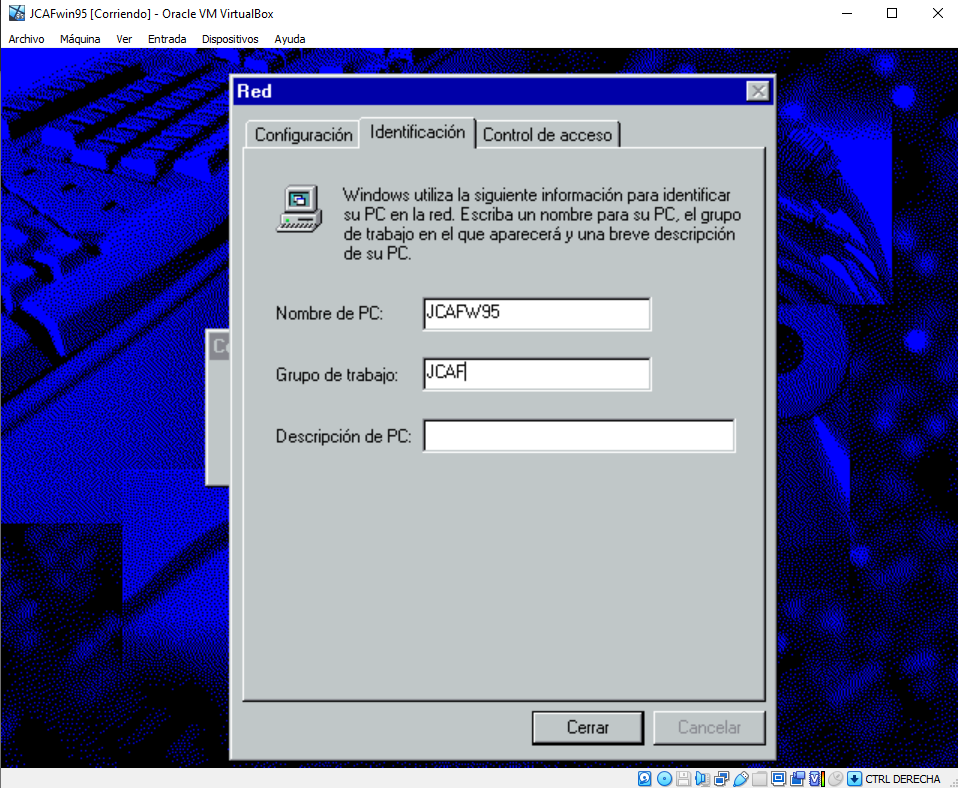 JCAFwin95 [Corriendo] - Oracle VM VirtualBox
Archivo Máquina Ver Entrada Dispositivos Ayuda
Red
Configuración Identificación Control de acceso
Windows utiliza la siguiente información para identificar
su PC en la red. Escriba un nombre para su PC, el grupo
de trabajo en el que aparecerá y una breve descripción
de su PC.
Nombre de PC: JCAFW95
Grupo de trabajo: JCAF
Descripción de PC:
Cerrar Cancelar
CTRL DERECHA